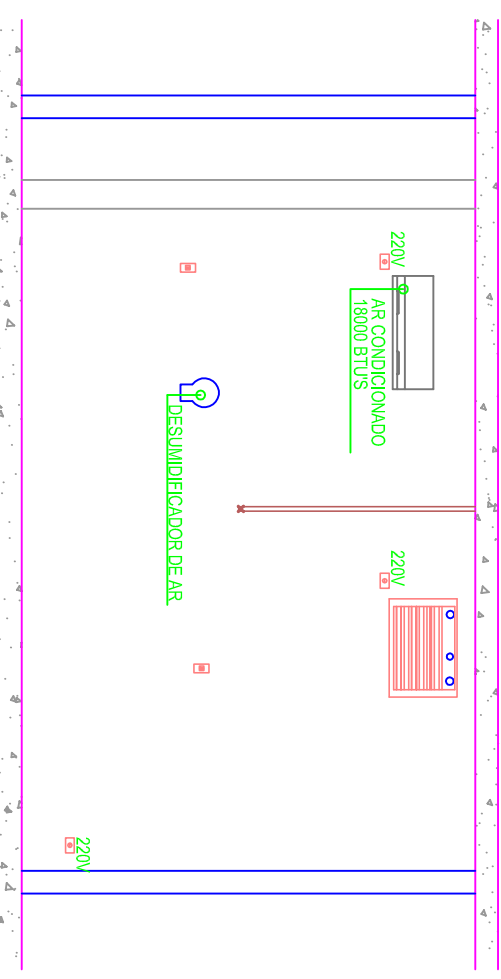 220V
AR CONDICIONADO
18000 BTU'S
DESUMIDIFICADOR DE AR
220V
220V